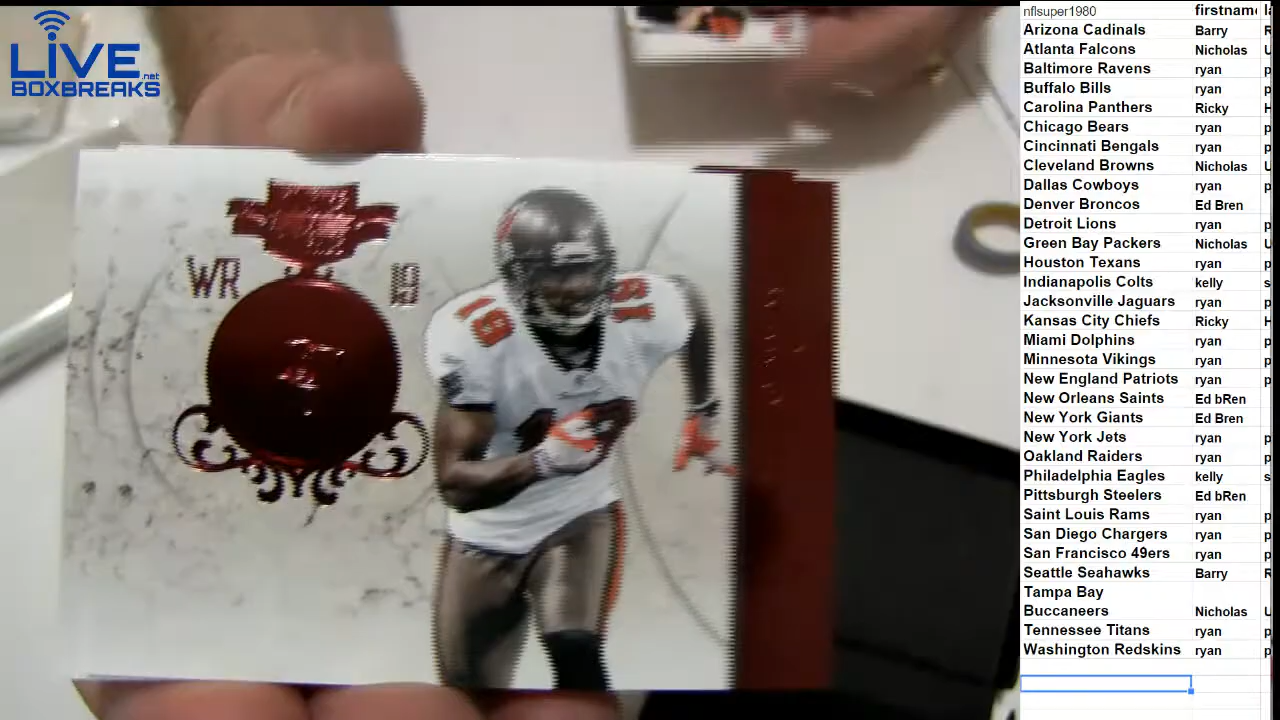 LIVE
.net
BOXBREAKS
WR 19
19 19
19
nflsuper1980 firstname
Arizona Cadinals Barry R
Atlanta Falcons Nicholas U
Baltimore Ravens ryan p
Buffalo Bills ryan p
Carolina Panthers Ricky H
Chicago Bears ryan p
Cincinnati Bengals ryan p
Cleveland Browns Nicholas U
Dallas Cowboys ryan p
Denver Broncos Ed Bren
Detroit Lions ryan p
Green Bay Packers Nicholas U
Houston Texans ryan p
Indianapolis Colts kelly s
Jacksonville Jaguars ryan p
Kansas City Chiefs Ricky H
Miami Dolphins ryan p
Minnesota Vikings ryan p
New England Patriots ryan p
New Orleans Saints Ed bRen
New York Giants Ed Bren
New York Jets ryan p
Oakland Raiders ryan p
Philadelphia Eagles kelly s
Pittsburgh Steelers Ed bRen
Saint Louis Rams ryan p
San Diego Chargers ryan p
San Francisco 49ers ryan p
Seattle Seahawks Barry R
Tampa Bay
Buccaneers Nicholas U
Tennessee Titans ryan p
Washington Redskins ryan p